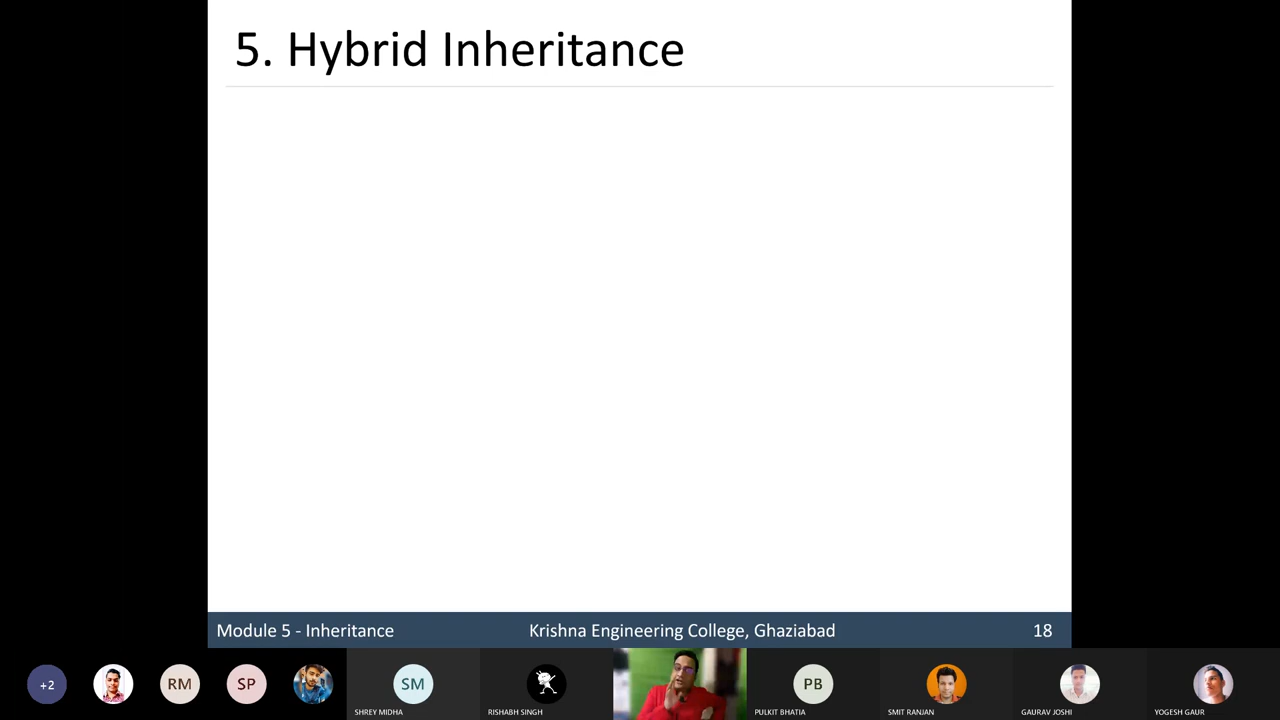 5. Hybrid Inheritance
Module 5 - Inheritance Krishna Engineering College, Ghaziabad 18
+2 RM SP SM PB
SHREY MIDHA RISHABH SINGH PULKIT BHATIA SMIT RANJAN GAURAV JOSHI YOGESH GAUR